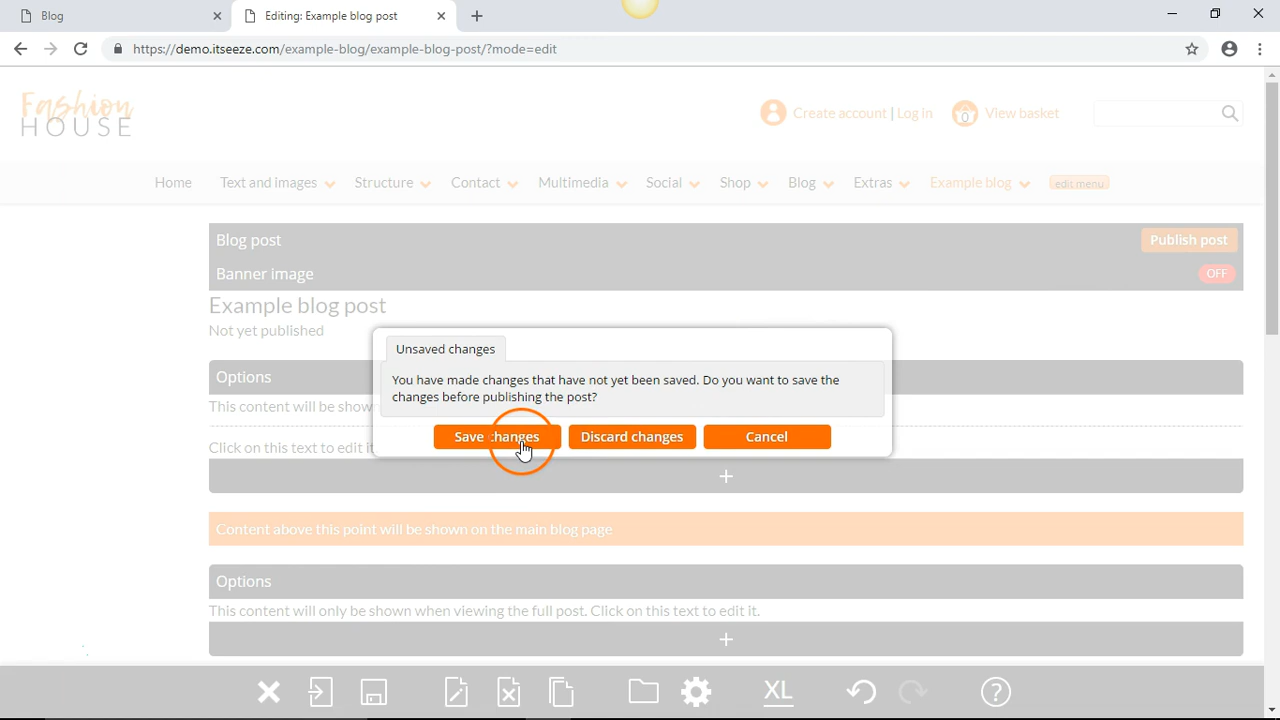 Blog
Editing: Example blog post
https://demo.itseeze.com/example-blog/example-blog-post/?mode=edit
Fashion
HOUSE
Create account | Log in
0
View basket
Home
Text and images
Structure
Contact
Multimedia
Social
Shop
Blog
Extras
Example blog
edit menu
Blog post
Publish post
Banner image
OFF
Example blog post
Not yet published
Unsaved changes
Options
You have made changes that have not yet been saved. Do you want to save the
changes before publishing the post?
This content will be show
Save changes
Discard changes
Cancel
Click on this text to edit it
+
Content above this point will be shown on the main blog page
Options
This content will only be shown when viewing the full post. Click on this text to edit it.
+
XL
?